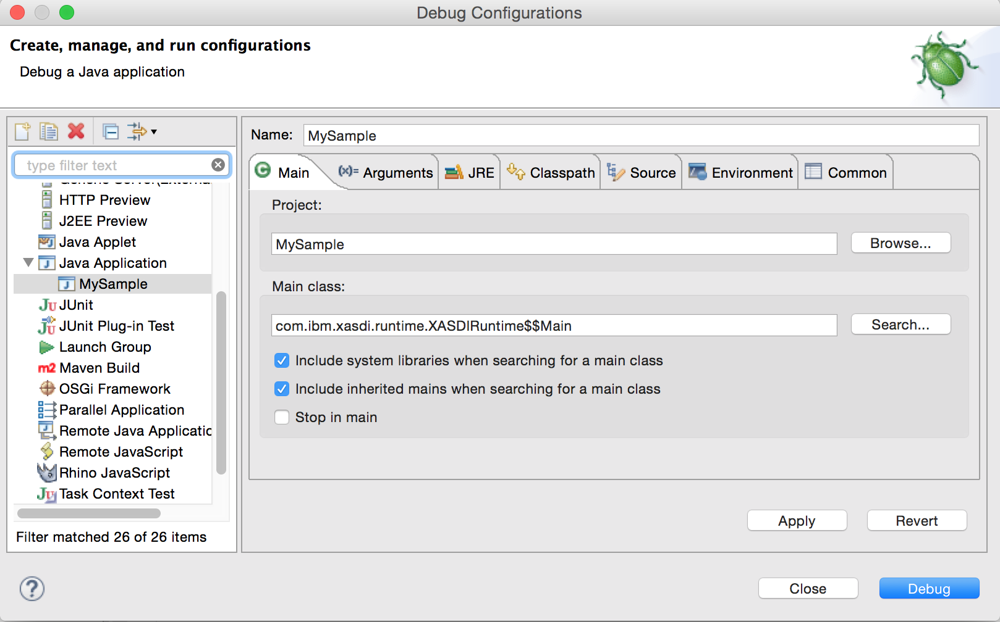 Debug Configurations
Create, manage, and run configurations
Debug a Java application
type filter text
HTTP Preview
J2EE Preview
Java Applet
Java Application
MySample
JUnit
JUnit Plug-in Test
Launch Group
m2 Maven Build
OSGi Framework
Parallel Application
Remote Java Applicatio
Remote JavaScript
Rhino JavaScript
Task Context Test
Filter matched 26 of 26 items
Name: MySample
Main (x)= Arguments JRE Classpath Source Environment Common
Project:
MySample Browse...
Main class:
com.ibm.xasdi.runtime.XASDIRuntime$$Main Search...
Include system libraries when searching for a main class
Include inherited mains when searching for a main class
Stop in main
Apply Revert
? Close Debug